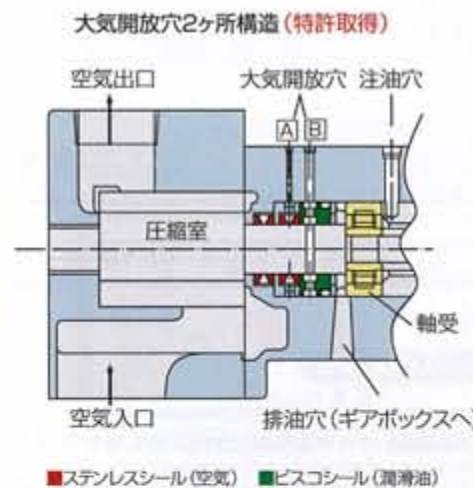 大気開放穴2ヶ所構造(特許取得)
空気出口
大気開放穴
注油穴
A
B
圧縮室
軸受
空気入口
排油穴(ギアボックスへ)
■ステンレスシール(空気) ■ビスコシール(潤滑油)